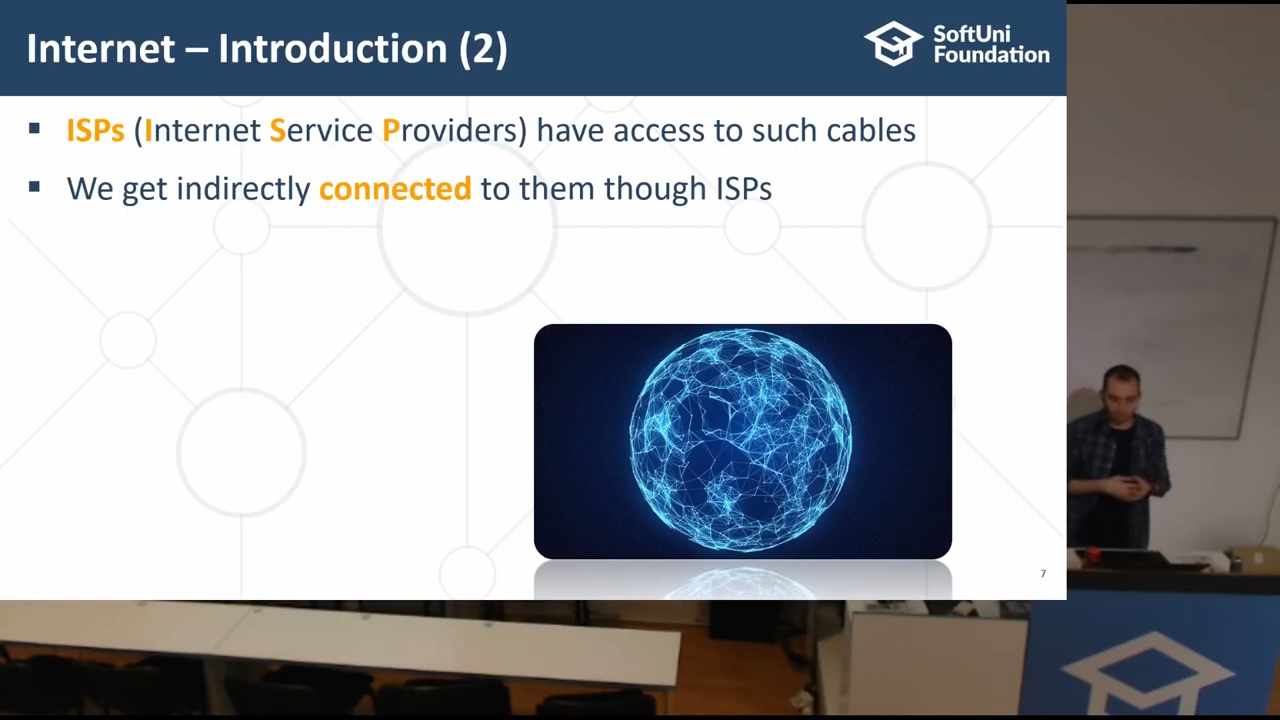 Internet – Introduction (2)
SoftUni
Foundation
▪ ISPs (Internet Service Providers) have access to such cables
▪ We get indirectly connected to them though ISPs
7